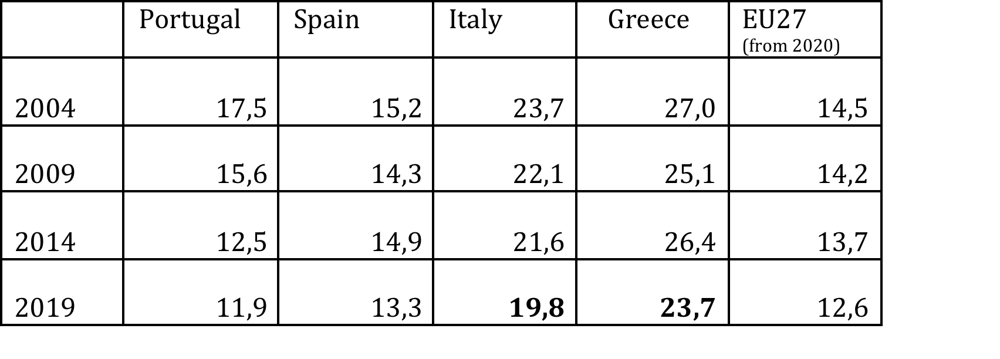 Portugal Spain Italy Greece EU27
(from 2020)
2004 17,5 15,2 23,7 27,0 14,5
2009 15,6 14,3 22,1 25,1 14,2
2014 12,5 14,9 21,6 26,4 13,7
2019 11,9 13,3 19,8 23,7 12,6